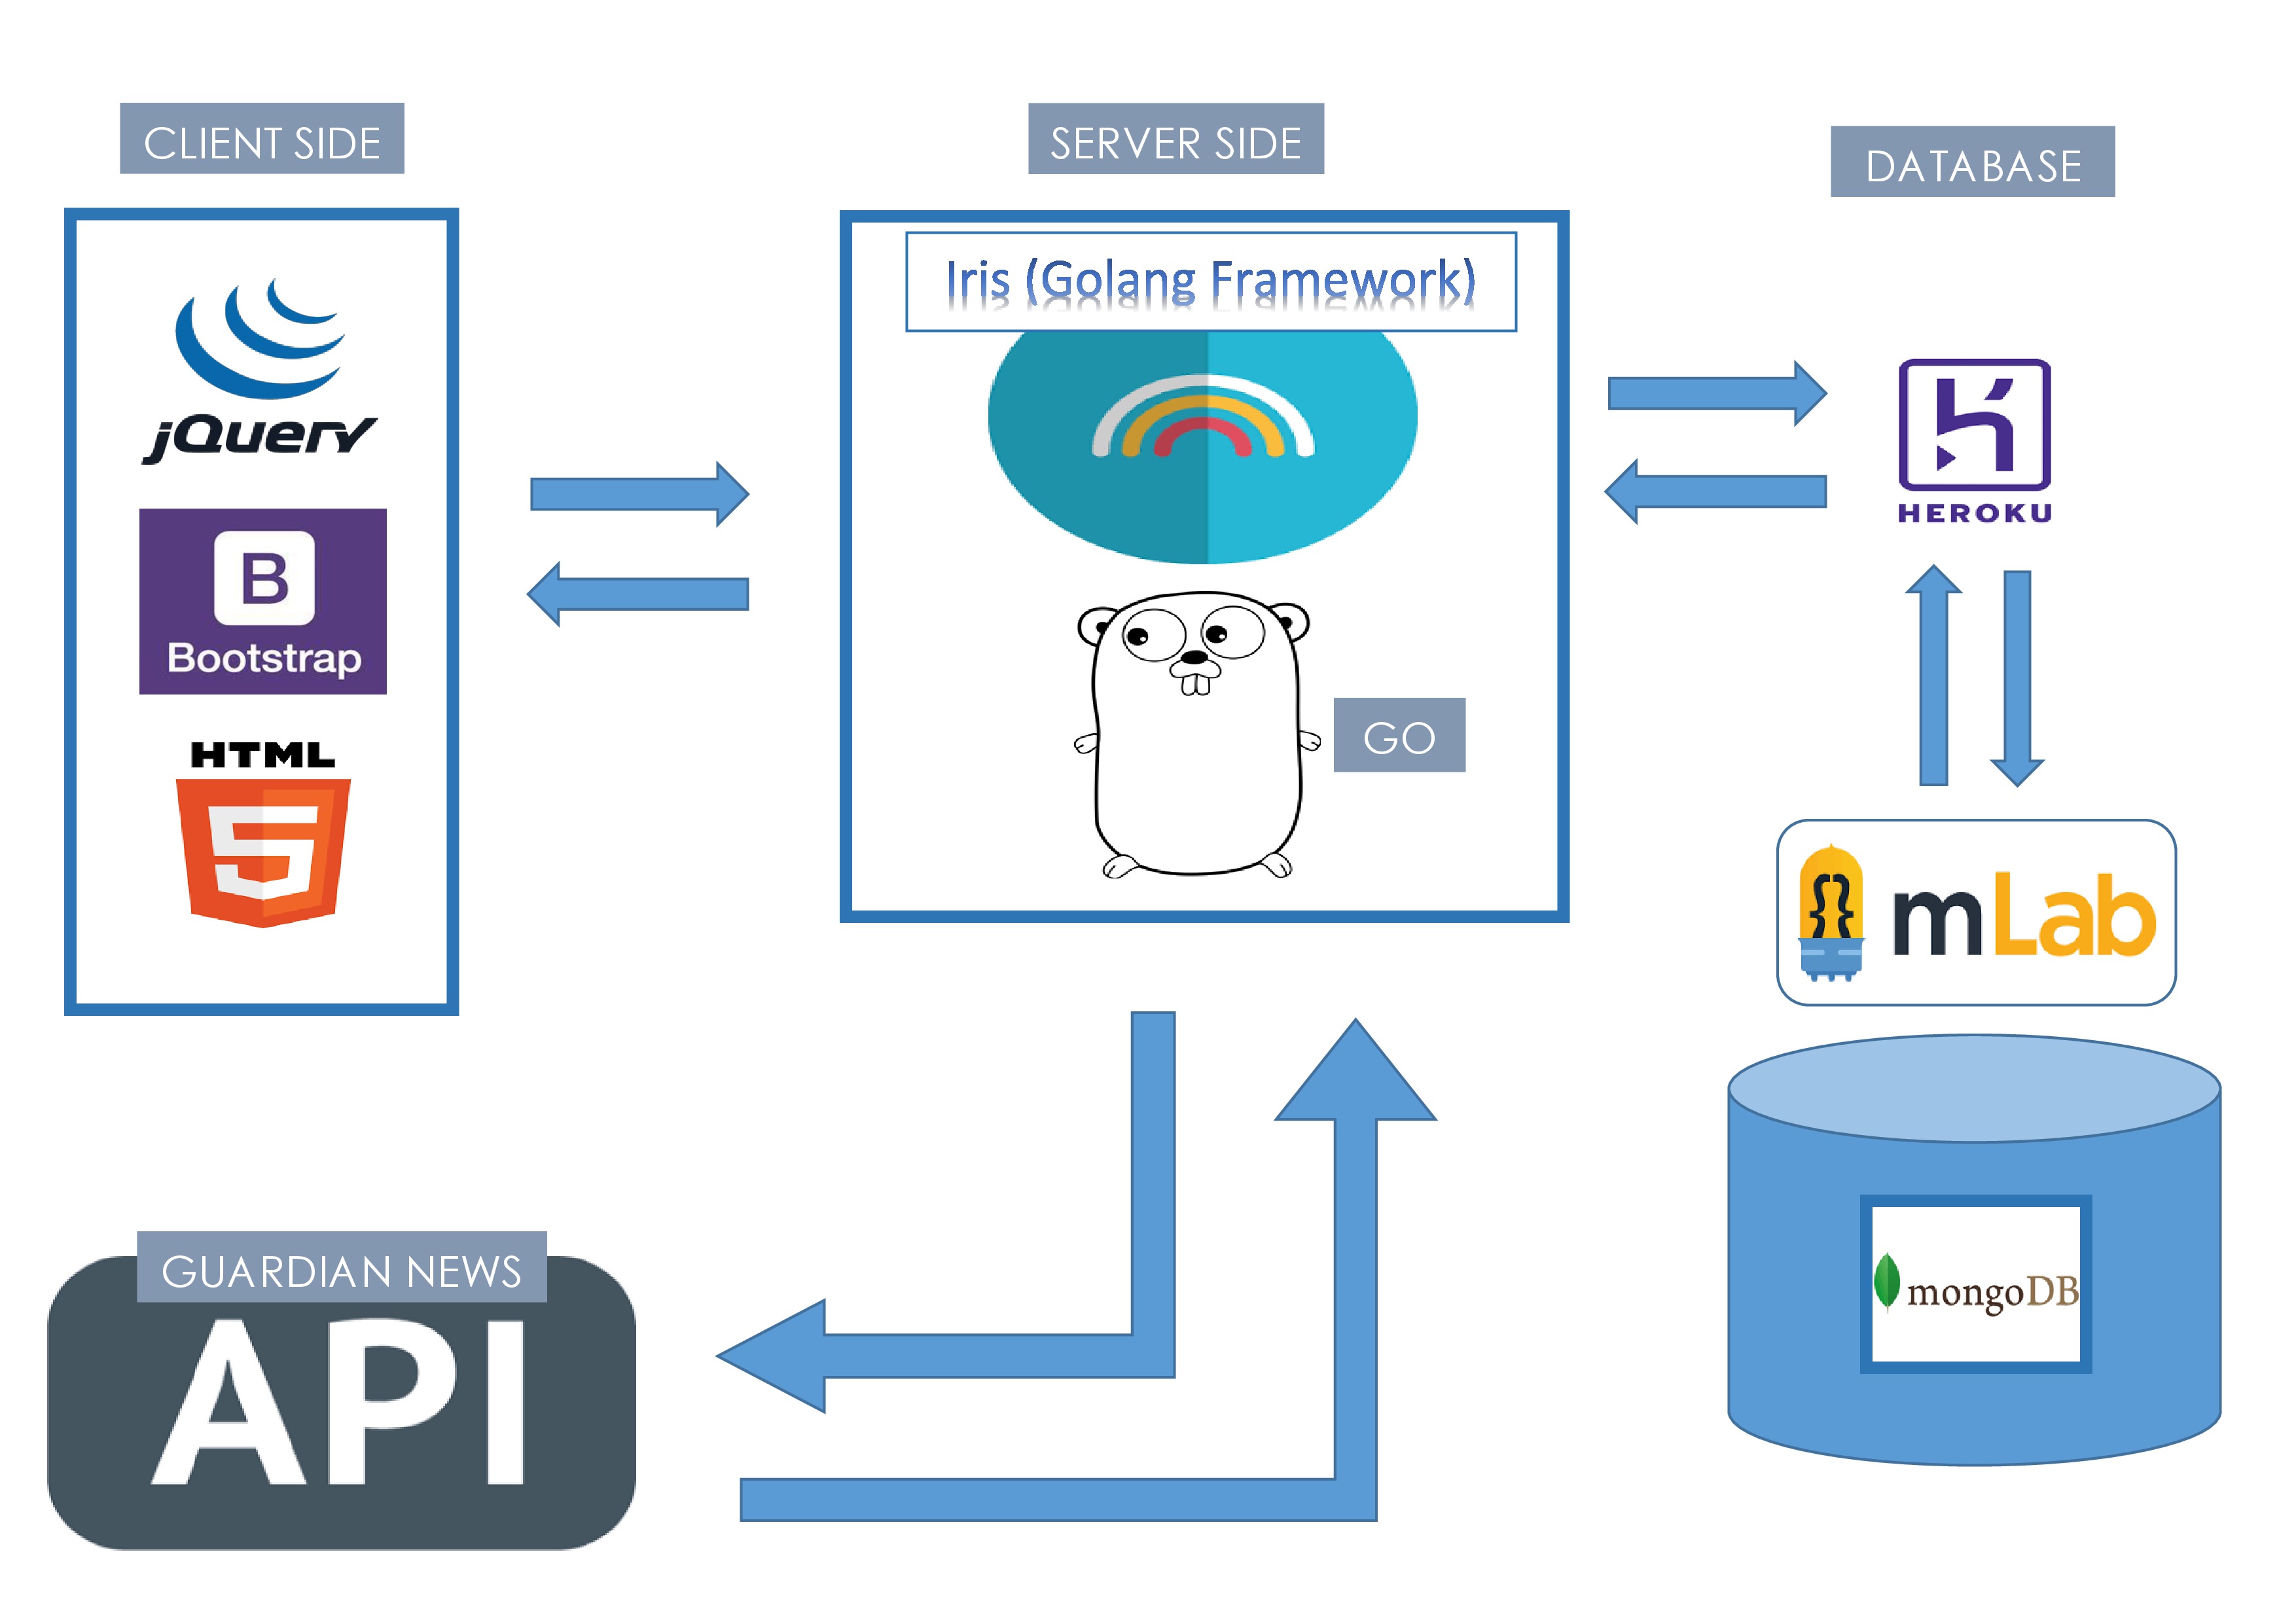 CLIENT SIDE
SERVER SIDE
DATABASE
jQuery
B
Bootstrap
HTML
5
Iris (Golang Framework)
GO
HEROKU
{}
mLab
mongoDB
GUARDIAN NEWS
API